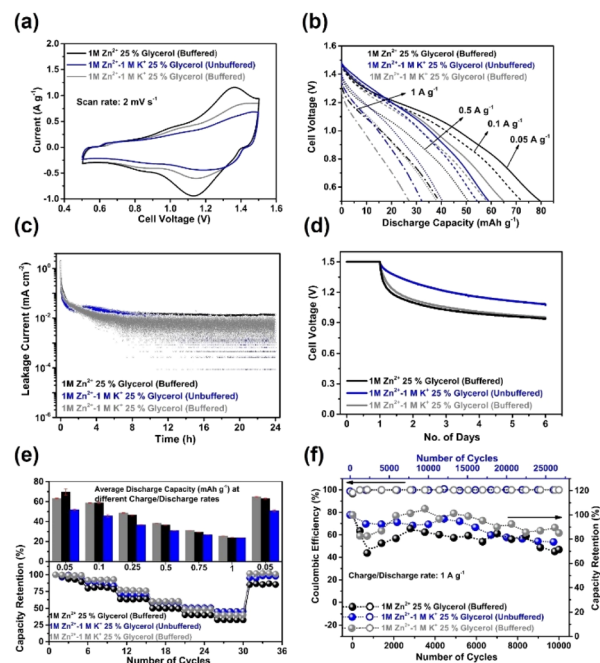 (a)
1.5
1M Zn²⁺ 25 % Glycerol (Buffered)
1M Zn²⁺-1 M K⁺ 25 % Glycerol (Unbuffered)
1M Zn²⁺-1 M K⁺ 25 % Glycerol (Buffered)
1.0
Scan rate: 2 mV s⁻¹
0.5
0.0
-0.5
-1.0
Current (A g⁻¹)
0.4 0.6 0.8 1.0 1.2 1.4 1.6
Cell Voltage (V)
(b)
1M Zn²⁺ 25 % Glycerol (Buffered)
1M Zn²⁺-1 M K⁺ 25 % Glycerol (Unbuffered)
1M Zn²⁺-1 M K⁺ 25 % Glycerol (Buffered)
1.6
1.4
1.2
1.0
0.8
0.6
Cell Voltage (V)
1 A g⁻¹
0.5 A g⁻¹
0.1 A g⁻¹
0.05 A g⁻¹
0 10 20 30 40 50 60 70 80
Discharge Capacity (mAh g⁻¹)
(c)
10⁰
10⁻²
10⁻⁴
10⁻⁶
Leakage Current (mA cm⁻²)
1M Zn²⁺ 25 % Glycerol (Buffered)
1M Zn²⁺-1 M K⁺ 25 % Glycerol (Unbuffered)
1M Zn²⁺-1 M K⁺ 25 % Glycerol (Buffered)
0 3 6 9 12 15 18 21 24
Time (h)
(d)
1.8
1.5
1.2
0.9
0.6
0.3
0.0
Cell Voltage (V)
1M Zn²⁺ 25 % Glycerol (Buffered)
1M Zn²⁺-1 M K⁺ 25 % Glycerol (Unbuffered)
1M Zn²⁺-1 M K⁺ 25 % Glycerol (Buffered)
0 1 2 3 4 5 6
No. of Days
(e)
80
60
40
20
0
Average Discharge Capacity (mAh g⁻¹) at
different Charge/Discharge rates
0.05 0.1 0.25 0.5 0.75 1 0.05
100
75
50
25
0
Capacity Retention (%)
1M Zn²⁺ 25 % Glycerol (Buffered)
1M Zn²⁺-1 M K⁺ 25 % Glycerol (Unbuffered)
1M Zn²⁺-1 M K⁺ 25 % Glycerol (Buffered)
0 5 10 15 20 25 30 35
Number of Cycles
(f)
Number of Cycles
0 5000 10000 15000 20000 25000
100
80
60
40
20
0
-20
Coulombic Efficiency (%)
120
100
80
60
40
20
0
Capacity Retention (%)
Charge/Discharge rate: 1 A g⁻¹
1M Zn²⁺ 25 % Glycerol (Buffered)
1M Zn²⁺-1 M K⁺ 25 % Glycerol (Unbuffered)
1M Zn²⁺-1 M K⁺ 25 % Glycerol (Buffered)
0 2000 4000 6000 8000 10000
Number of Cycles